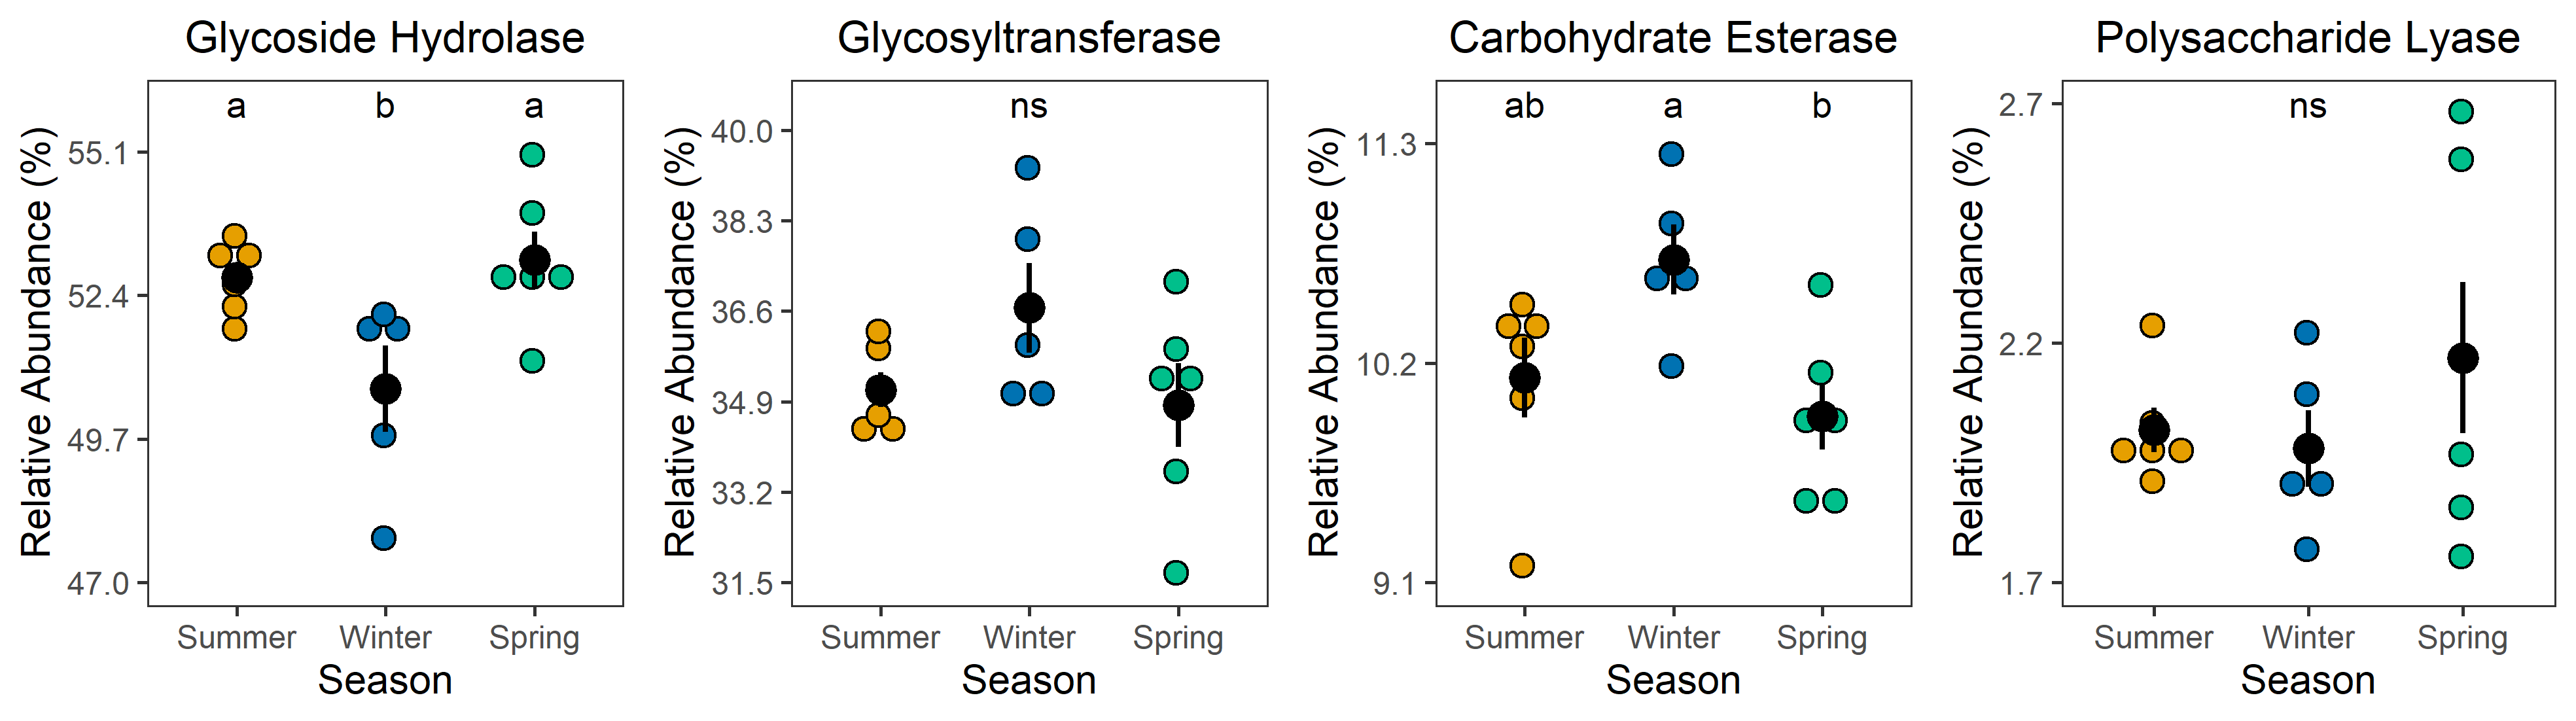 Glycoside Hydrolase
a b a
Relative Abundance (%)
55.1
52.4
49.7
47.0
Summer Winter Spring
Season
Glycosyltransferase
ns
Relative Abundance (%)
40.0
38.3
36.6
34.9
33.2
31.5
Summer Winter Spring
Season
Carbohydrate Esterase
ab a b
Relative Abundance (%)
11.3
10.2
9.1
Summer Winter Spring
Season
Polysaccharide Lyase
ns
Relative Abundance (%)
2.7
2.2
1.7
Summer Winter Spring
Season